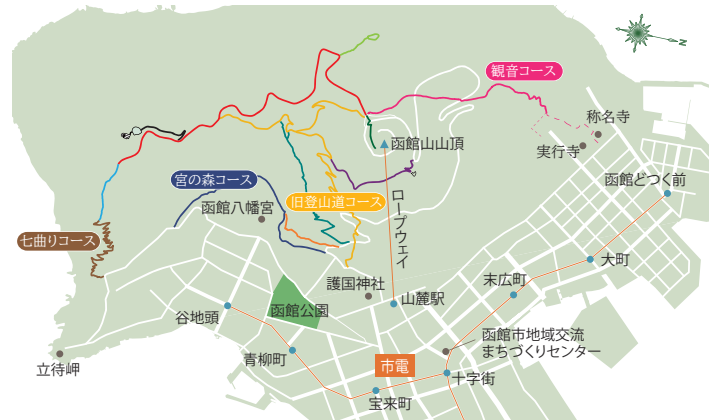 N
観音コース
称名寺
実行寺
函館山山頂
函館どつく前
宮の森コース
函館八幡宮
旧登山道コース
ロープウェイ
七曲りコース
大町
末広町
護国神社
山麓駅
函館公園
谷地頭
函館市地域交流
まちづくりセンター
青柳町
市電
立待岬
十字街
宝来町